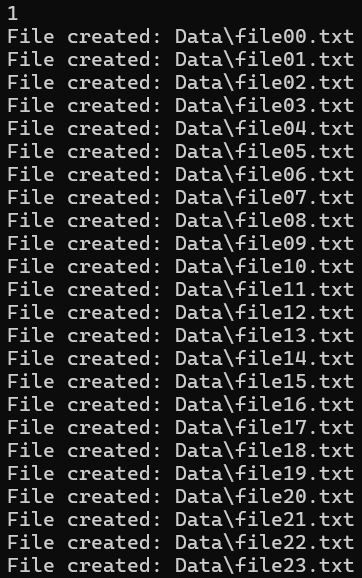 1
File created: Data\file00.txt
File created: Data\file01.txt
File created: Data\file02.txt
File created: Data\file03.txt
File created: Data\file04.txt
File created: Data\file05.txt
File created: Data\file06.txt
File created: Data\file07.txt
File created: Data\file08.txt
File created: Data\file09.txt
File created: Data\file10.txt
File created: Data\file11.txt
File created: Data\file12.txt
File created: Data\file13.txt
File created: Data\file14.txt
File created: Data\file15.txt
File created: Data\file16.txt
File created: Data\file17.txt
File created: Data\file18.txt
File created: Data\file19.txt
File created: Data\file20.txt
File created: Data\file21.txt
File created: Data\file22.txt
File created: Data\file23.txt